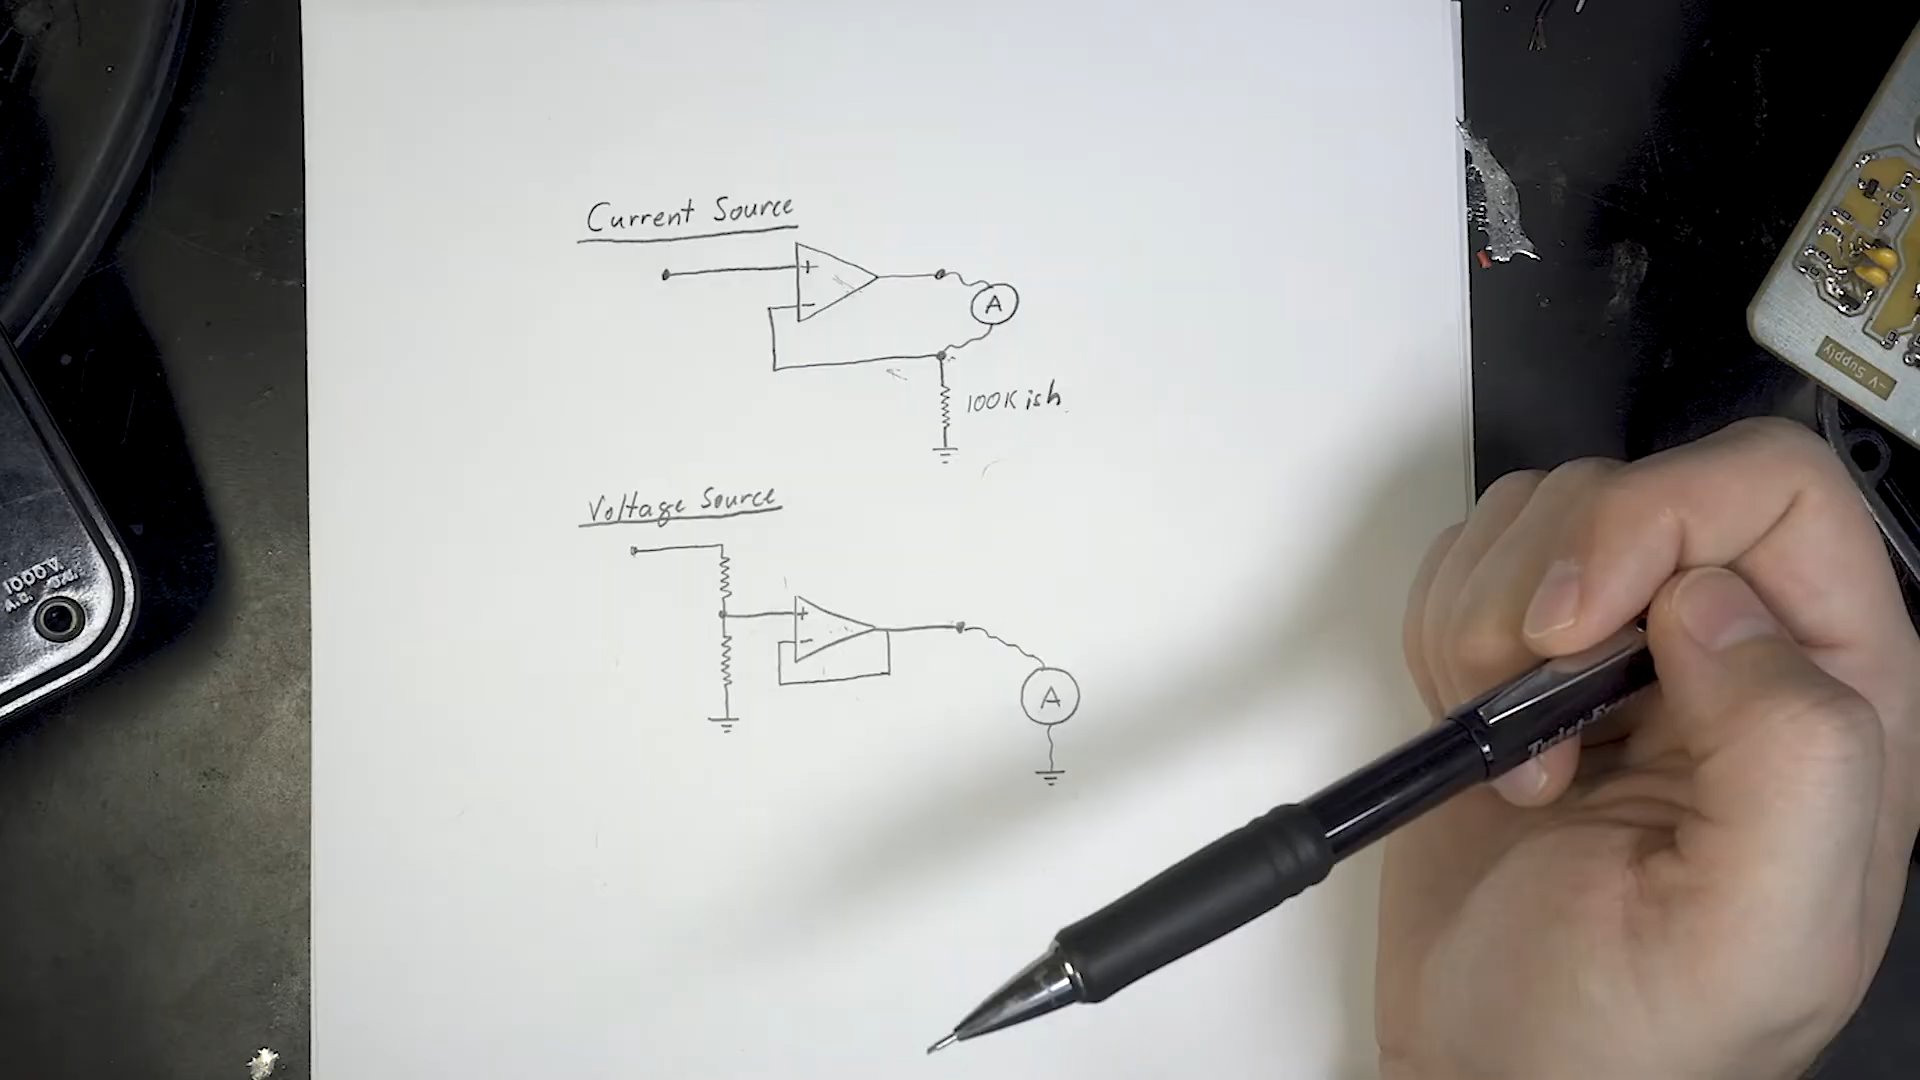 Current Source
+
-
A
100K ish
Voltage Source
+
-
A
1000V
-V Supply